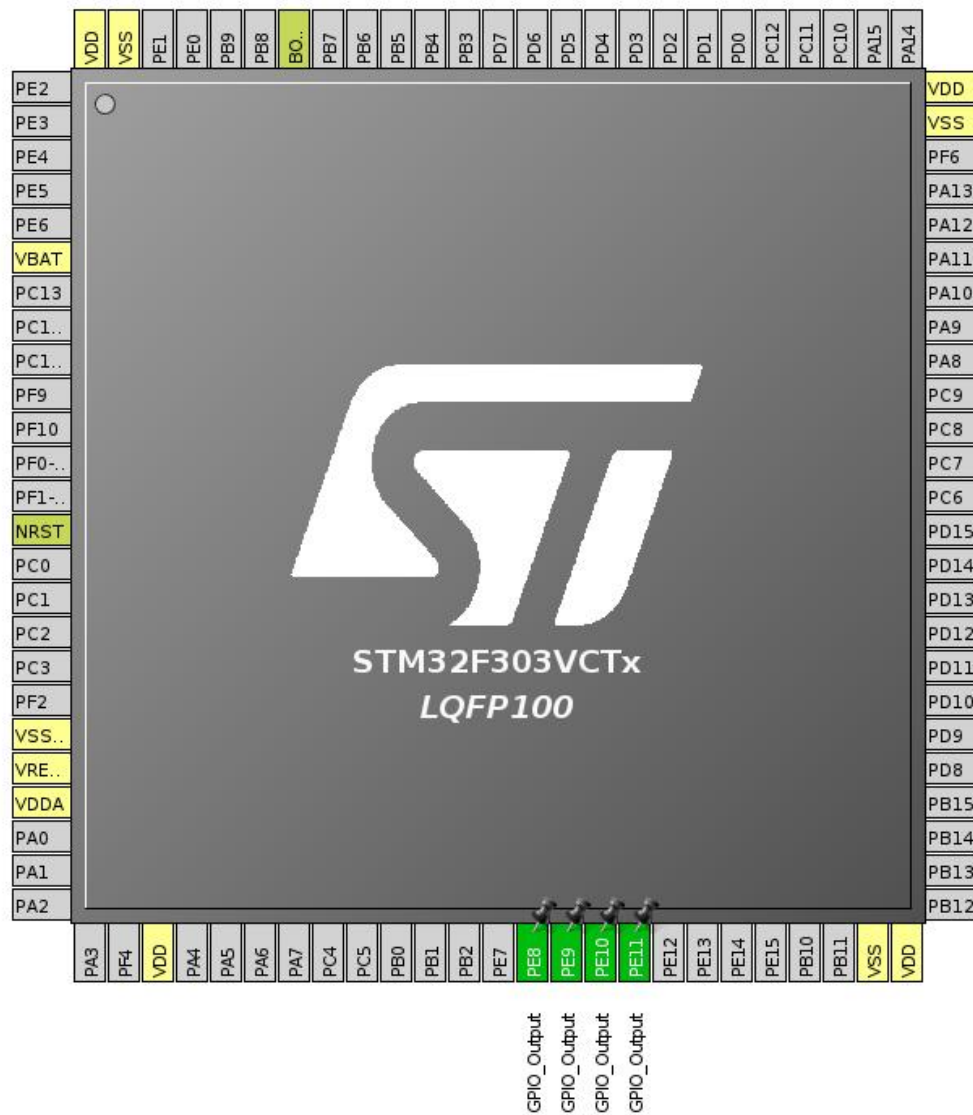 VDD
VSS
PE1
PE0
PB9
PB8
BO..
PB7
PB6
PB5
PB4
PB3
PD7
PD6
PD5
PD4
PD3
PD2
PD1
PD0
PC12
PC11
PC10
PA15
PA14
PE2
PE3
PE4
PE5
PE6
VBAT
PC13
PC1..
PC1..
PF9
PF10
PF0-..
PF1-..
NRST
PC0
PC1
PC2
PC3
PF2
VSS..
VRE..
VDDA
PA0
PA1
PA2
STM32F303VCTx
LQFP100
VDD
VSS
PF6
PA13
PA12
PA11
PA10
PA9
PA8
PC9
PC8
PC7
PC6
PD15
PD14
PD13
PD12
PD11
PD10
PD9
PD8
PB15
PB14
PB13
PB12
PA3
PF4
VDD
PA4
PA5
PA6
PA7
PC4
PC5
PB0
PB1
PB2
PE7
PE8
PE9
PE10
PE11
PE12
PE13
PE14
PE15
PB10
PB11
VSS
VDD
GPIO_Output
GPIO_Output
GPIO_Output
GPIO_Output